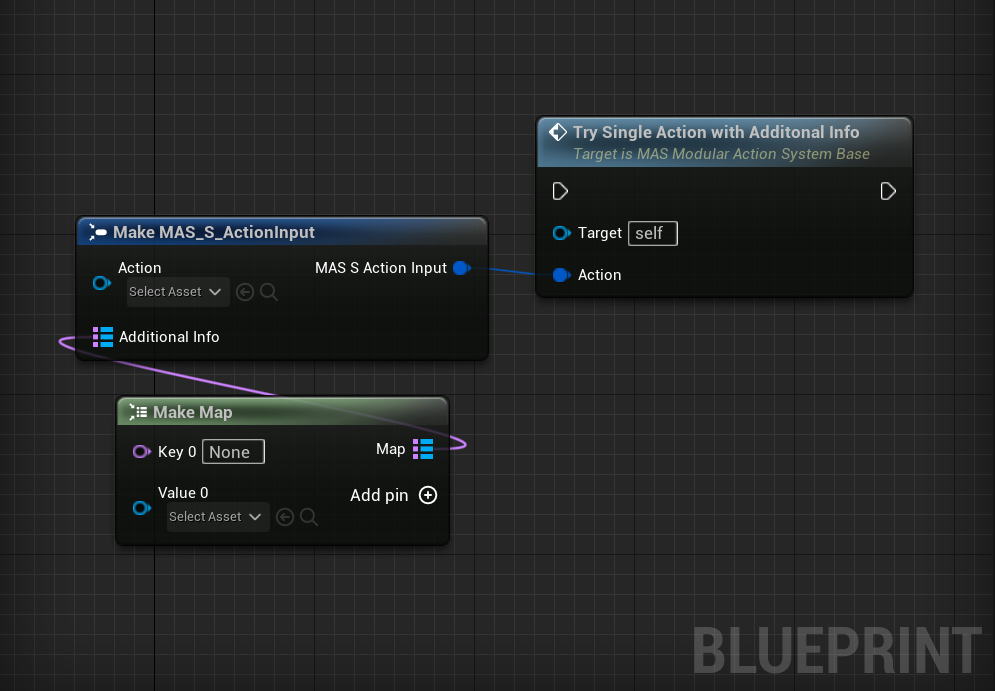 Try Single Action with Additonal Info
Target is MAS Modular Action System Base
Target self
Action
Make MAS_S_ActionInput
Action
MAS S Action Input
Select Asset
Additional Info
Make Map
Key 0 None
Map
Value 0
Add pin
Select Asset
BLUEPRINT